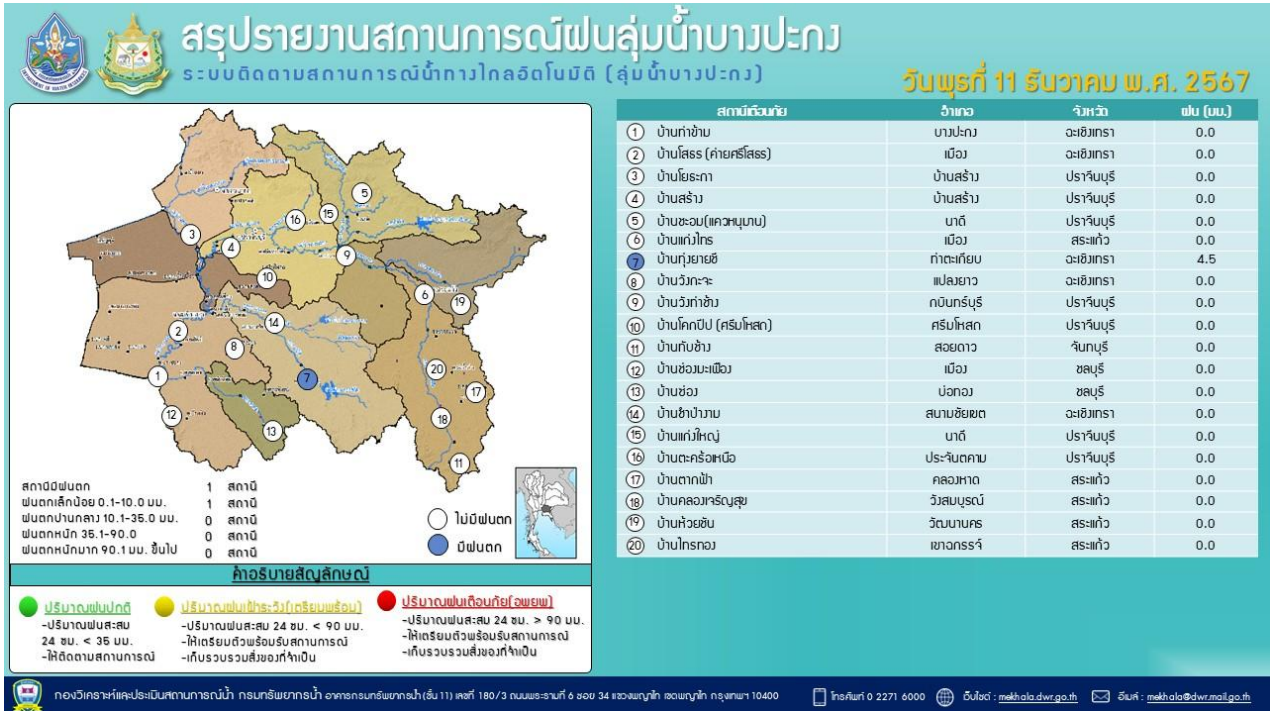 สรุปรายงานสถานการณ์ฝนลุ่มน้ำบางปะกง
ระบบติดตามสถานการณ์น้ำทางไกลอัตโนมัติ (ลุ่มน้ำบางปะกง)
วันพุธที่ 11 ธันวาคม พ.ศ. 2567
สถานีเตือนภัย อำเภอ จังหวัด ฝน (มม.)
1 บ้านท่าข้าม บางปะกง ฉะเชิงเทรา 0.0
2 บ้านโสธร (ค่ายศรีโสธร) เมือง ฉะเชิงเทรา 0.0
3 บ้านโยธะกา บ้านสร้าง ปราจีนบุรี 0.0
4 บ้านสร้าง บ้านสร้าง ปราจีนบุรี 0.0
5 บ้านชะอม(แควหนุมาน) นาดี ปราจีนบุรี 0.0
6 บ้านแก่งไทร เมือง สระแก้ว 0.0
7 บ้านทุ่งยายชี ท่าตะเกียบ ฉะเชิงเทรา 4.5
8 บ้านวังกะจะ แปลงยาว ฉะเชิงเทรา 0.0
9 บ้านวังท่าช้าง กบินทร์บุรี ปราจีนบุรี 0.0
10 บ้านโคกปีป (ศรีมโหสถ) ศรีมโหสถ ปราจีนบุรี 0.0
11 บ้านทับช้าง สอยดาว จันทบุรี 0.0
12 บ้านช่องมะเฟือง เมือง ชลบุรี 0.0
13 บ้านช่อง บ่อทอง ชลบุรี 0.0
14 บ้านชำป่างาม สนามชัยเขต ฉะเชิงเทรา 0.0
15 บ้านแก่งใหญ่ นาดี ปราจีนบุรี 0.0
16 บ้านตะคร้อเหนือ ประจันตคาม ปราจีนบุรี 0.0
17 บ้านตากฟ้า คลองหาด สระแก้ว 0.0
18 บ้านคลองเจริญสุข วังสมบูรณ์ สระแก้ว 0.0
19 บ้านห้วยชัน วัฒนานคร สระแก้ว 0.0
20 บ้านไทรทอง เขาฉกรรจ์ สระแก้ว 0.0
5
16
15
3
4
9
10
6
19
14
2
8
1
7
20
17
12
18
13
11
สถานีมีฝนตก 1 สถานี
ฝนตกเล็กน้อย 0.1-10.0 มม. 1 สถานี
ฝนตกปานกลาง 10.1-35.0 มม. 0 สถานี
ฝนตกหนัก 35.1-90.0 0 สถานี
ฝนตกหนักมาก 90.1 มม. ขึ้นไป 0 สถานี
ไม่มีฝนตก
มีฝนตก
คำอธิบายสัญลักษณ์
ปริมาณฝนปกติ
-ปริมาณฝนสะสม
24 ชม. < 35 มม.
-ให้ติดตามสถานการณ์
ปริมาณฝนเฝ้าระวัง(เตรียมพร้อม)
-ปริมาณฝนสะสม 24 ชม. < 90 มม.
-ให้เตรียมตัวพร้อมรับสถานการณ์
-เก็บรวบรวมสิ่งของที่จำเป็น
ปริมาณฝนเตือนภัย(อพยพ)
-ปริมาณฝนสะสม 24 ชม. > 90 มม.
-ให้เตรียมตัวพร้อมรับสถานการณ์
-เก็บรวบรวมสิ่งของที่จำเป็น
กองวิเคราะห์และประเมินสถานการณ์น้ำ กรมทรัพยากรน้ำ อาคารกรมทรัพยากรน้ำ (ชั้น 11) เลขที่ 180/3 ถนนพระรามที่ 6 ซอย 34 แขวงพญาไท เขตพญาไท กรุงเทพฯ 10400 โทรศัพท์ 0 2271 6000 เว็บไซต์ : mekhala.dwr.go.th อีเมล์ : mekhala@dwr.mail.go.th